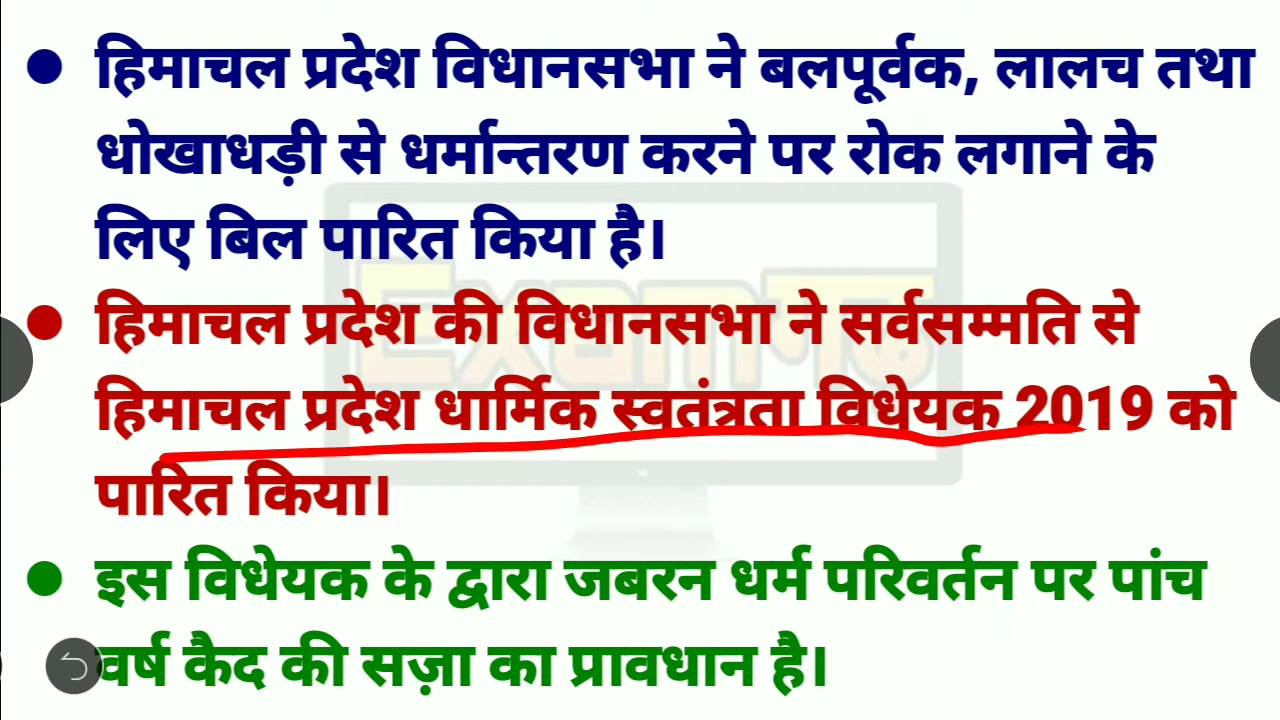 हिमाचल प्रदेश विधानसभा ने बलपूर्वक, लालच तथा
धोखाधड़ी से धर्मान्तरण करने पर रोक लगाने के
लिए बिल पारित किया है।
हिमाचल प्रदेश की विधानसभा ने सर्वसम्मति से
हिमाचल प्रदेश धार्मिक स्वतंत्रता विधेयक 2019 को
पारित किया।
इस विधेयक के द्वारा जबरन धर्म परिवर्तन पर पांच
वर्ष कैद की सज़ा का प्रावधान है।